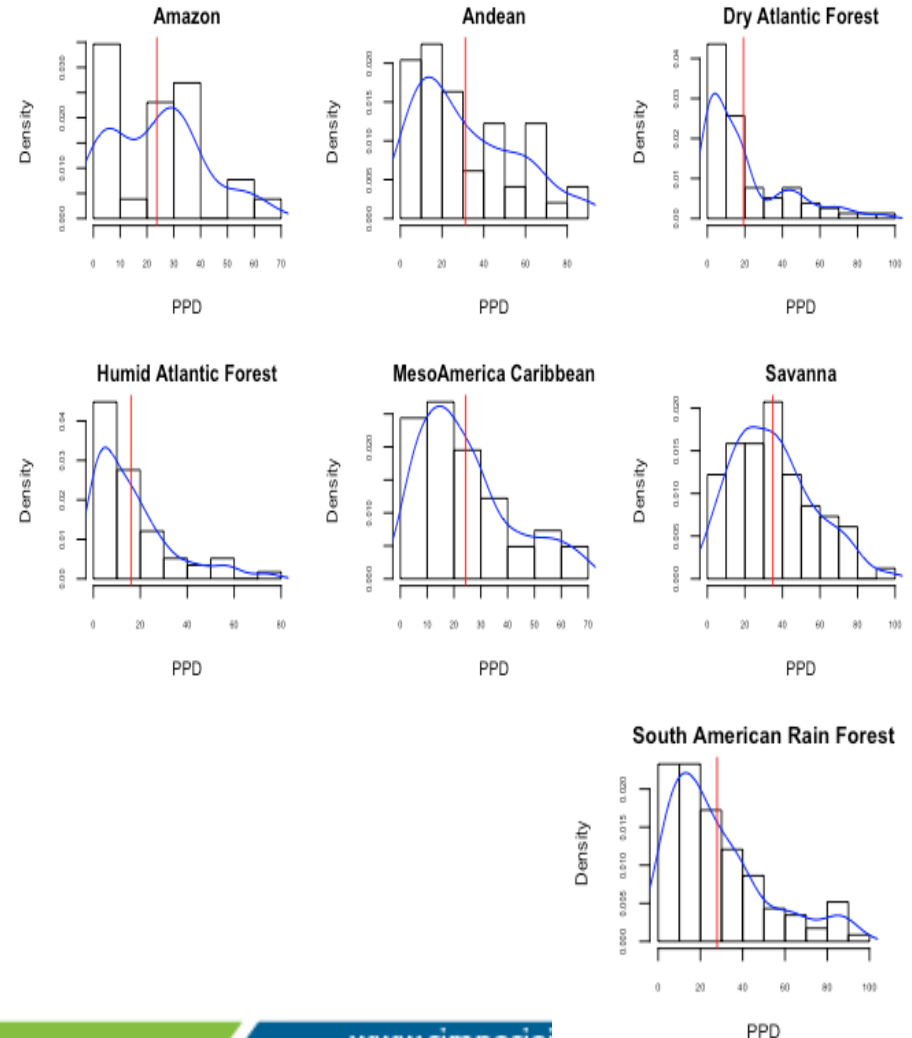 Amazon
Density
0.000 0.010 0.020 0.030
0 10 20 30 40 50 60 70
PPD
Andean
Density
0.000 0.005 0.010 0.015 0.020
0 20 40 60 80
PPD
Dry Atlantic Forest
Density
0.00 0.01 0.02 0.03 0.04
0 20 40 60 80 100
PPD
Humid Atlantic Forest
Density
0.00 0.01 0.02 0.03 0.04
0 20 40 60 80
PPD
MesoAmerica Caribbean
Density
0.000 0.010 0.020
0 10 20 30 40 50 60 70
PPD
Savanna
Density
0.000 0.005 0.010 0.015 0.020
0 20 40 60 80 100
PPD
South American Rain Forest
Density
0.000 0.005 0.010 0.015 0.020
0 20 40 60 80 100
PPD